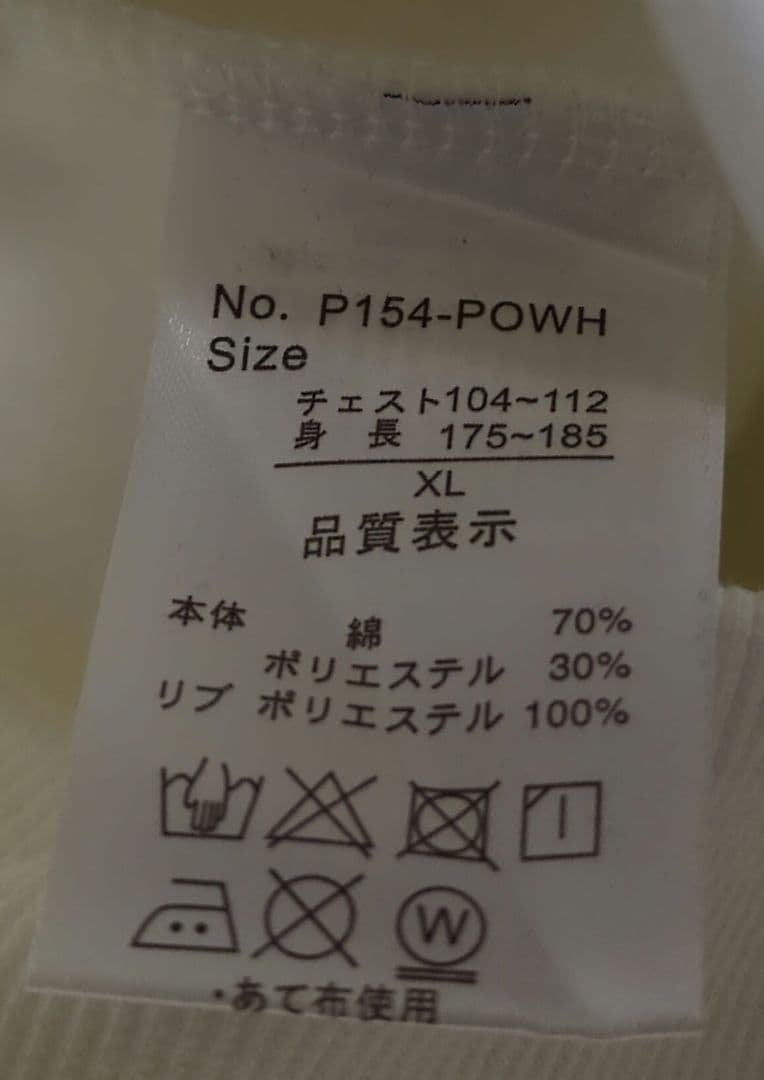 No. P154-POWH
Size
チェスト104~112
身 長 175~185
XL
品質表示
本体 綿 70%
ポリエステル 30%
リブ ポリエステル 100%
W
・あて布使用